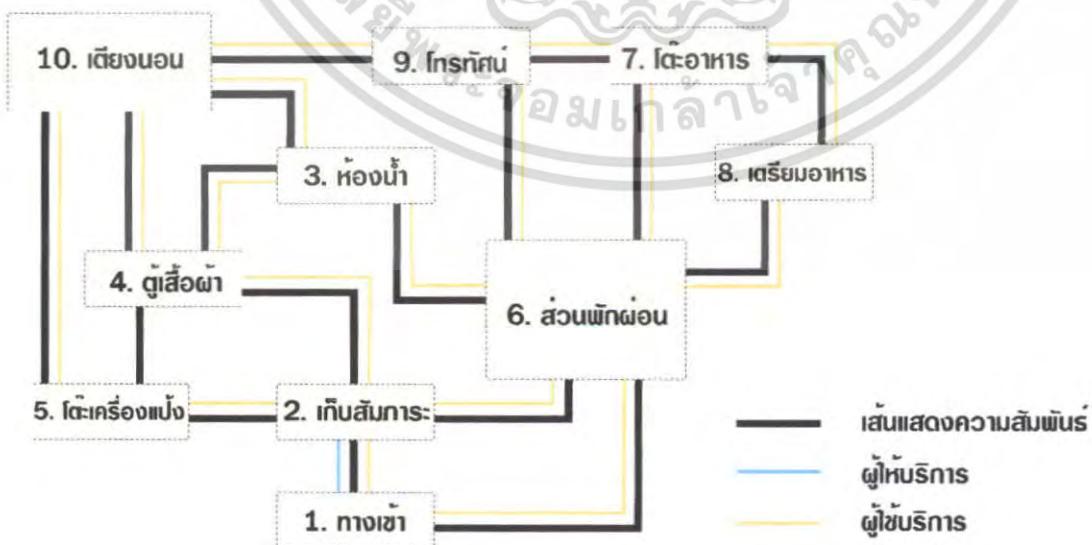 10. เตียงนอน
9. โทรทัศน์
7. โต๊ะอาหาร
3. ห้องน้ำ
8. เตรียมอาหาร
4. ตู้เสื้อผ้า
6. ส่วนพักผ่อน
5. โต๊ะเครื่องแป้ง
2. เก็บสัมภาระ
1. ทางเข้า
เส้นแสดงความสัมพันธ์
ผู้ให้บริการ
ผู้ใช้บริการ